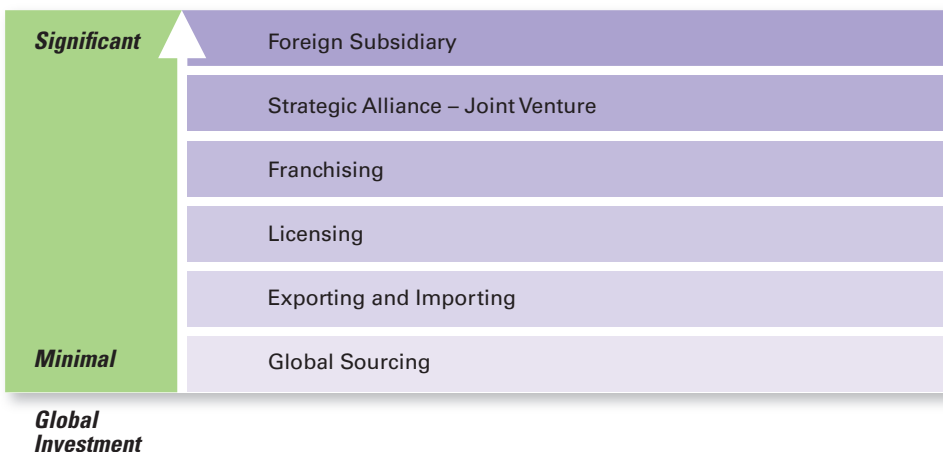 Significant
Foreign Subsidiary
Strategic Alliance – Joint Venture
Franchising
Licensing
Exporting and Importing
Minimal
Global Sourcing
Global
Investment